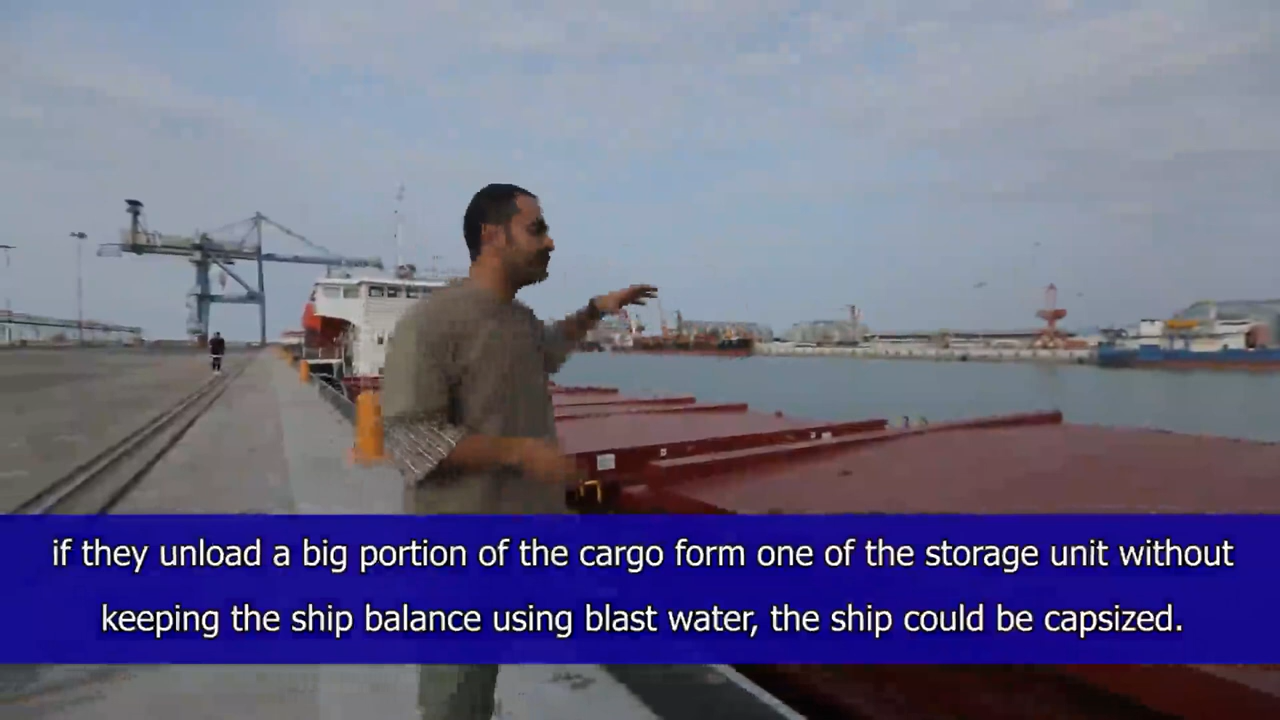 if they unload a big portion of the cargo form one of the storage unit without
keeping the ship balance using blast water, the ship could be capsized.